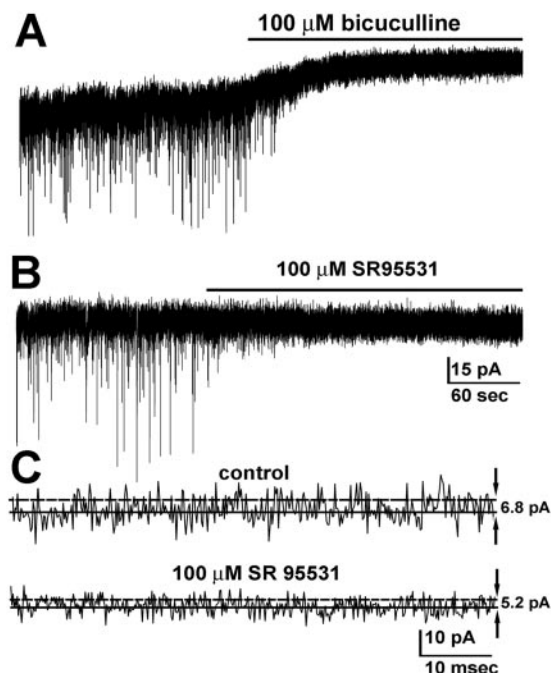 A
100 μM bicuculline
B
100 μM SR95531
15 pA
60 sec
C
control
6.8 pA
100 μM SR 95531
5.2 pA
10 pA
10 msec